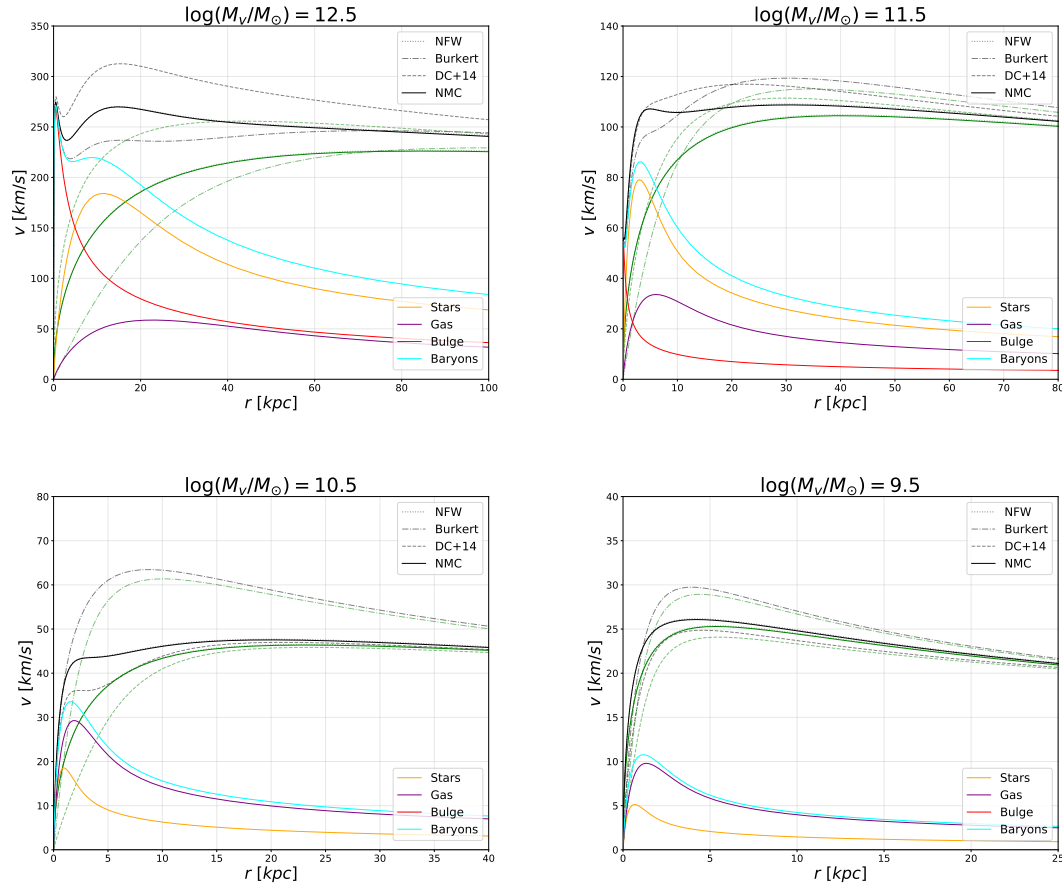 log(M_v/M_⊙) = 12.5
350
300
250
200
150
100
50
0
v [km/s]
NFW
Burkert
DC+14
NMC
Stars
Gas
Bulge
Baryons
0 20 40 60 80 100
r [kpc]
log(M_v/M_⊙) = 11.5
140
120
100
80
60
40
20
0
v [km/s]
NFW
Burkert
DC+14
NMC
Stars
Gas
Bulge
Baryons
0 10 20 30 40 50 60 70 80
r [kpc]
log(M_v/M_⊙) = 10.5
80
70
60
50
40
30
20
10
0
v [km/s]
NFW
Burkert
DC+14
NMC
Stars
Gas
Bulge
Baryons
0 5 10 15 20 25 30 35 40
r [kpc]
log(M_v/M_⊙) = 9.5
40
35
30
25
20
15
10
5
0
v [km/s]
NFW
Burkert
DC+14
NMC
Stars
Gas
Bulge
Baryons
0 5 10 15 20 25
r [kpc]